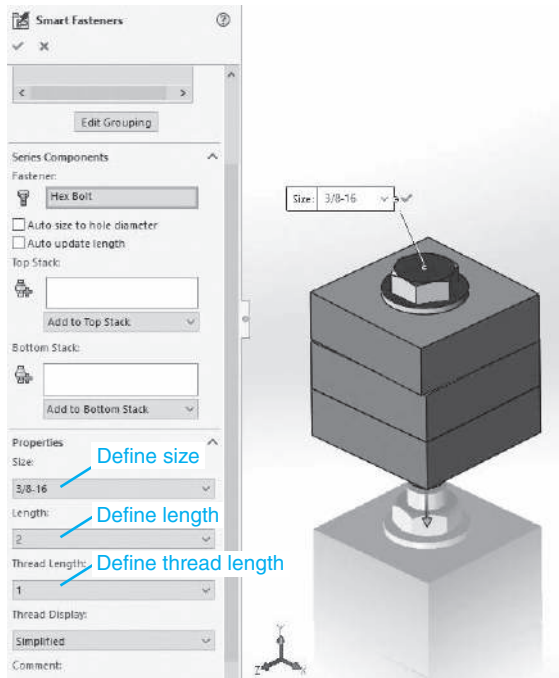 Smart Fasteners
Edit Grouping
Series Components
Fastener:
Hex Bolt
Auto size to hole diameter
Auto update length
Top Stack:
Add to Top Stack
Bottom Stack:
Add to Bottom Stack
Properties
Size:
Define size
3/8-16
Length:
Define length
2
Thread Length:
Define thread length
1
Thread Display:
Simplified
Comment:
Size: 3/8-16
Y
Z
X